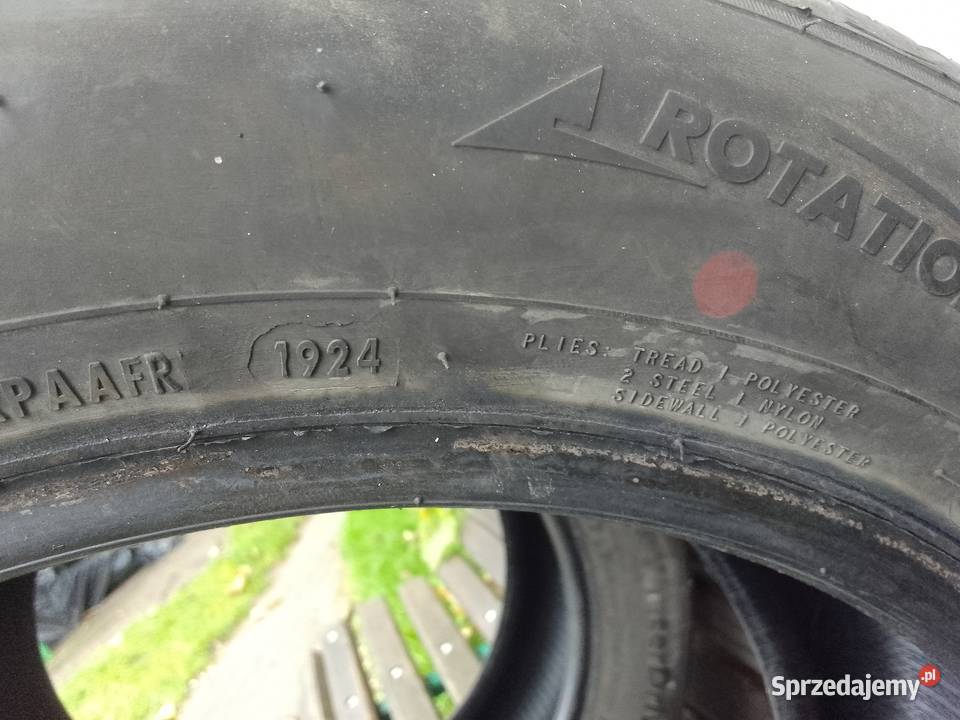 ROTATIO
PAAFR
1924
PLIES: TREAD 1 POLYESTER
2 STEEL 1 NYLON
SIDEWALL 1 POLYESTER
Sprzedajemy.pl